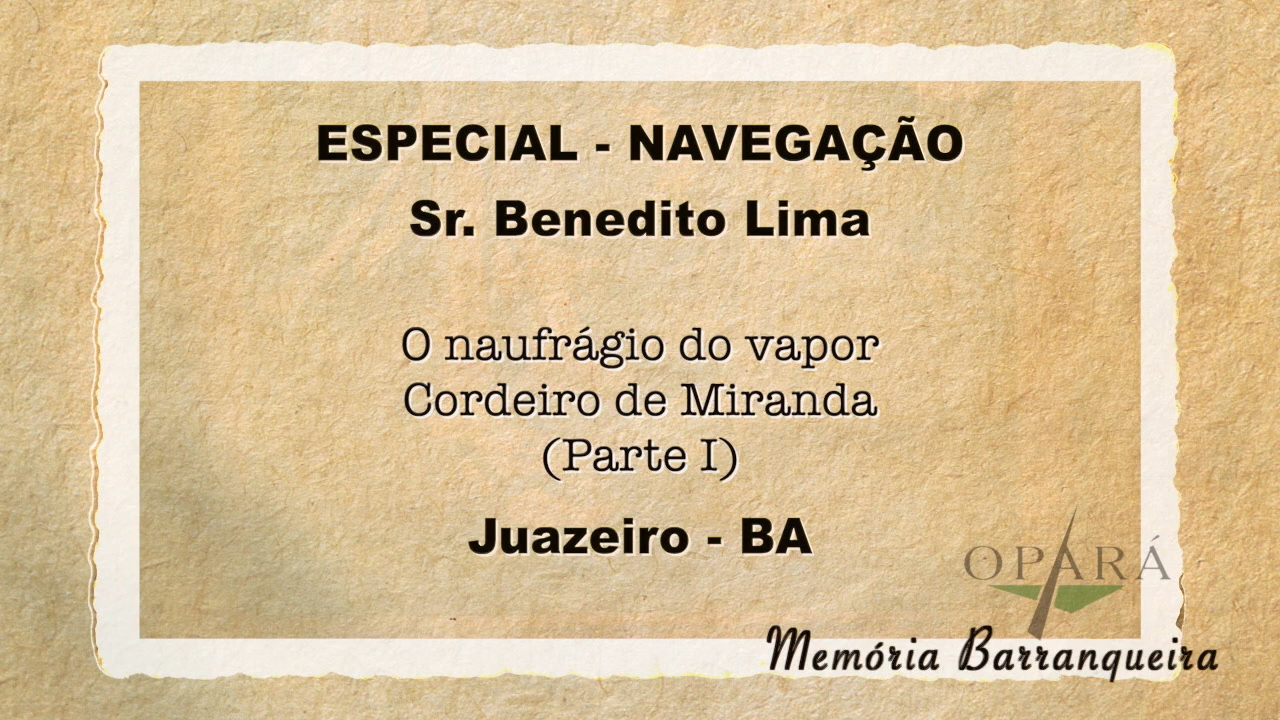 ESPECIAL - NAVEGAÇÃO
Sr. Benedito Lima
O naufrágio do vapor
Cordeiro de Miranda
(Parte I)
Juazeiro - BA
OPARÁ
Memória Barranqueira